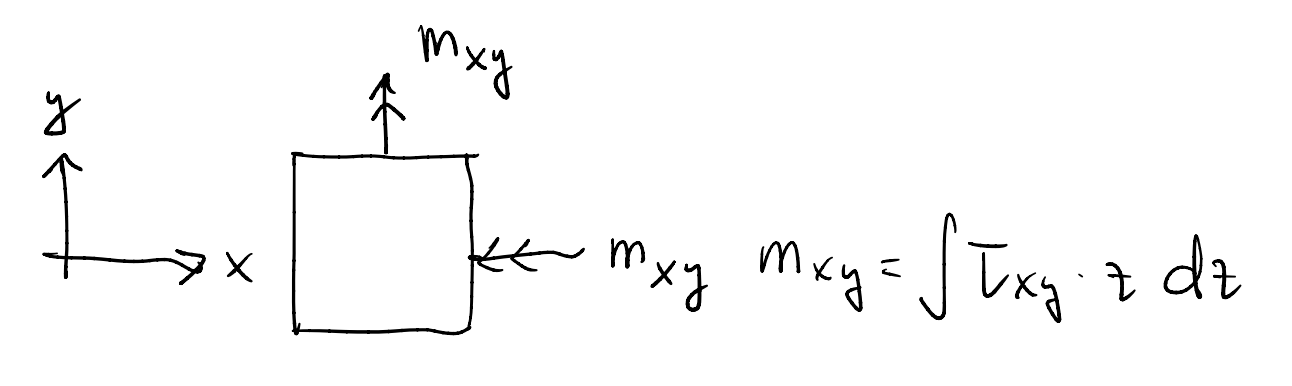 m_xy
y
x
m_xy m_xy = ∫ τ_xy · z dz